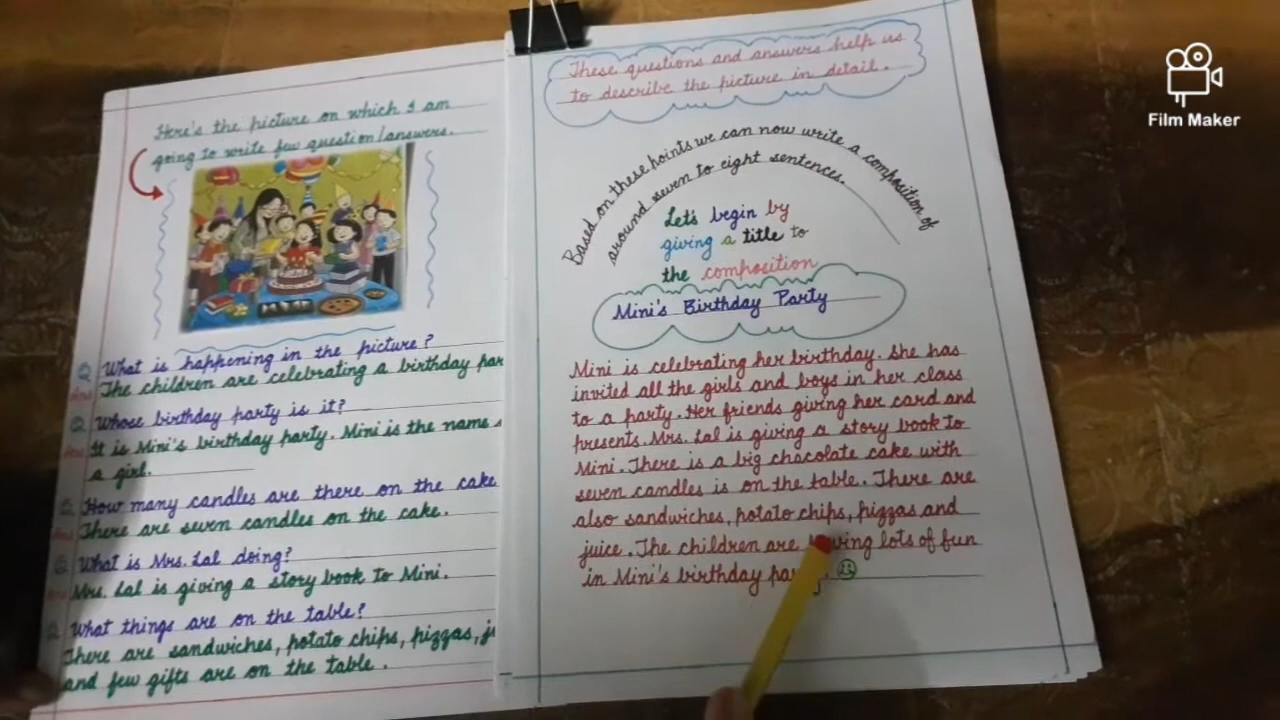 Here's the picture on which I am
going to write few question/answers.
Q What is happening in the picture?
Ans The children are celebrating a birthday par
Q Whose birthday party is it?
Ans It is Mini's birthday party. Mini is the name
a girl.
Q How many candles are there on the cake
Ans There are seven candles on the cake.
Q What is Mrs. Lal doing?
Ans Mrs. Lal is giving a story book to Mini.
Q What things are on the table?
Ans There are sandwiches, potato chips, pizzas, j
and few gifts are on the table.
These questions and answers help us
to describe the picture in detail.
Based on these points we can now write a composition of
around seven to eight sentences.
Let's begin by
giving a title to
the composition
Mini's Birthday Party
Mini is celebrating her birthday. She has
invited all the girls and boys in her class
to a party. Her friends giving her card and
presents. Mrs. Lal is giving a story book to
Mini. There is a big chocolate cake with
seven candles is on the table. There are
also sandwiches, potato chips, pizzas and
juice. The children are having lots of fun
in Mini's birthday party.
Film Maker